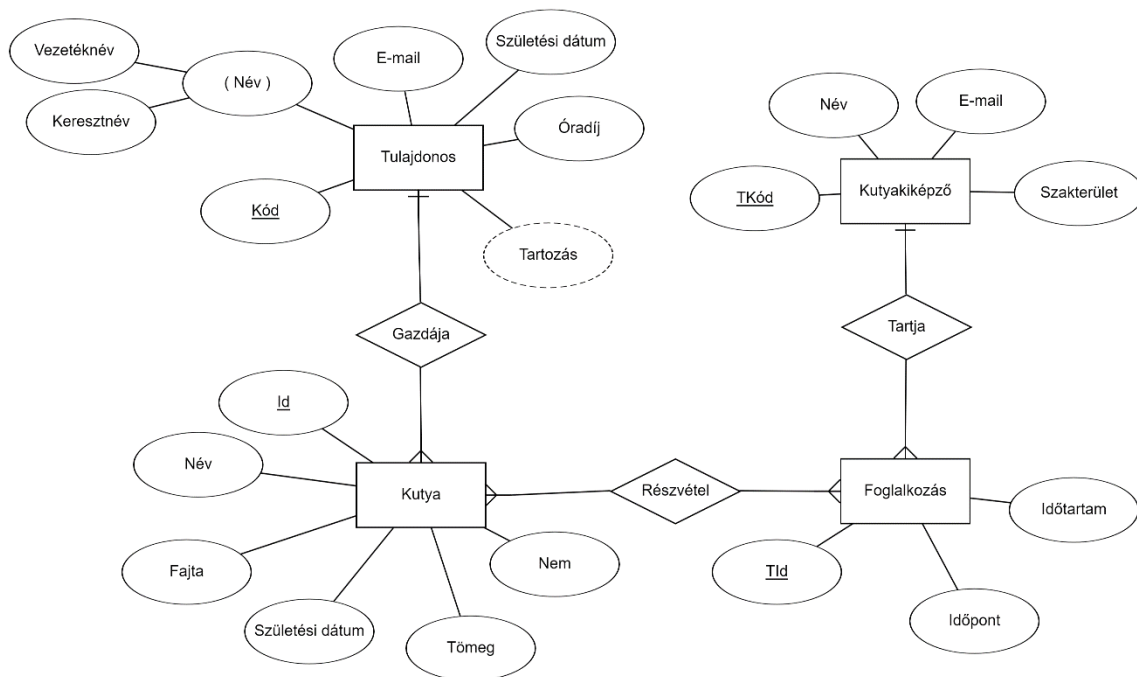 Vezetéknév
( Név )
Keresztnév
E-mail
Születési dátum
Óradíj
Tulajdonos
Kód
Tartozás
Név
E-mail
TKód
Kutyakiképző
Szakterület
Gazdája
Tartja
Id
Név
Kutya
Részvétel
Foglalkozás
Időtartam
Fajta
Nem
TId
Születési dátum
Tömeg
Időpont